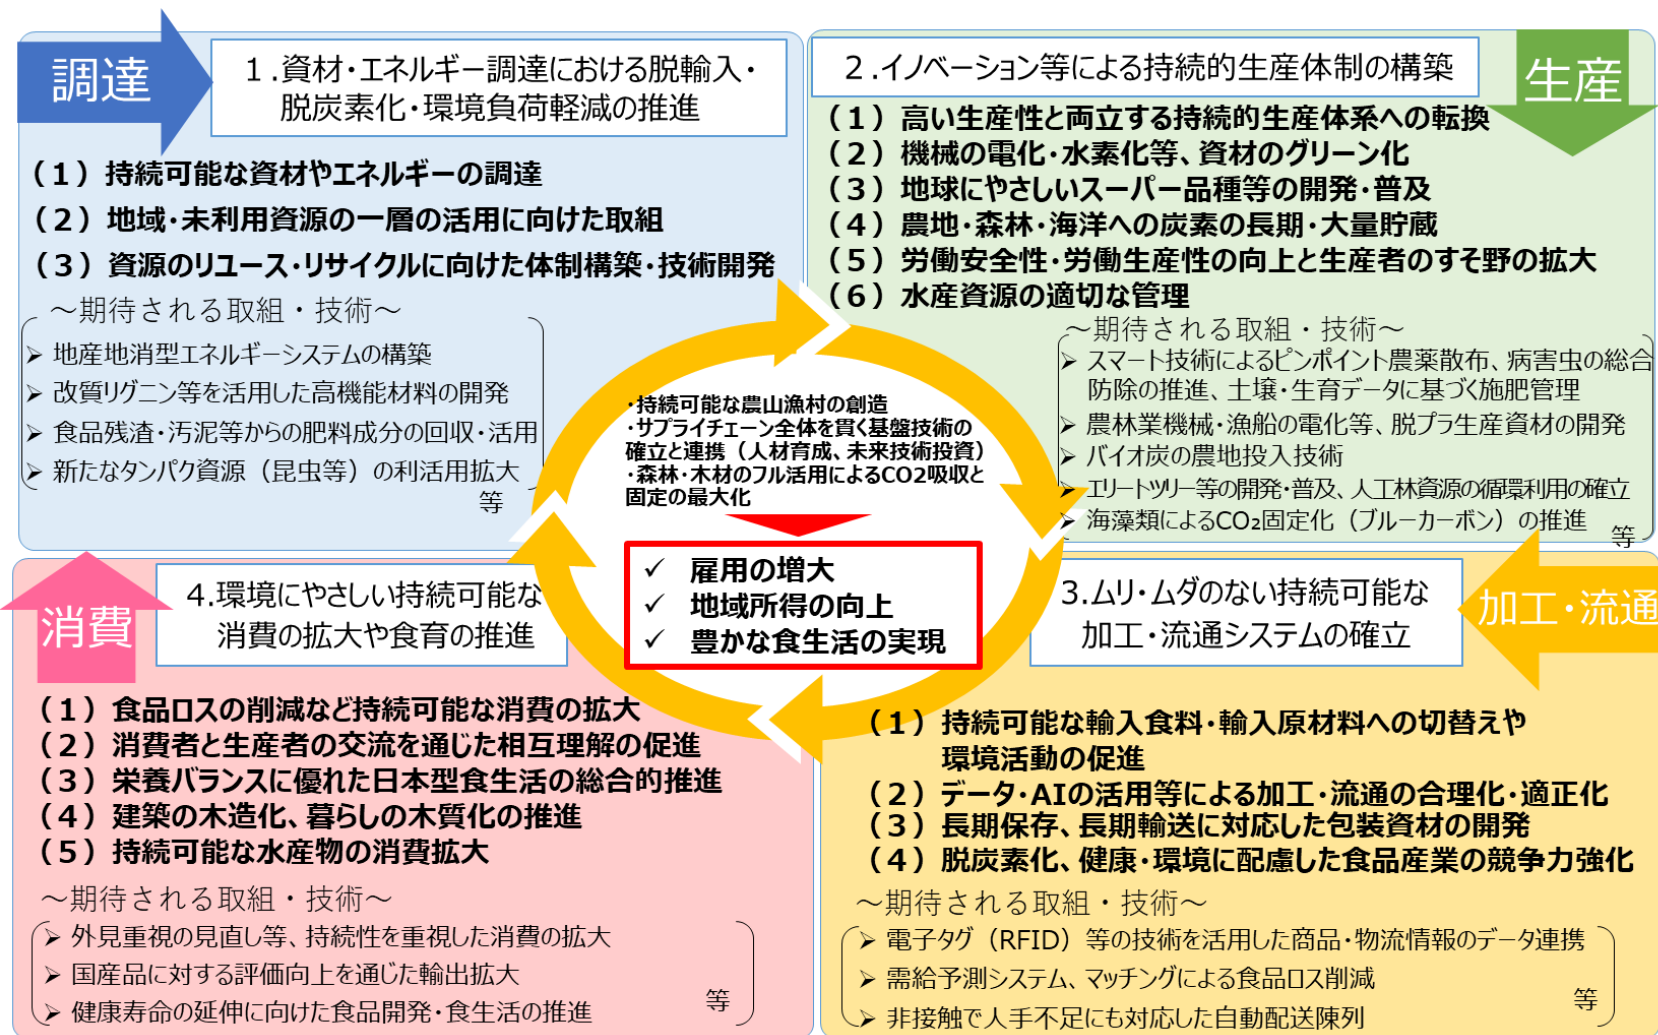 調達
1.資材・エネルギー調達における脱輸入・
脱炭素化・環境負荷軽減の推進
（1）持続可能な資材やエネルギーの調達
（2）地域・未利用資源の一層の活用に向けた取組
（3）資源のリユース・リサイクルに向けた体制構築・技術開発
～期待される取組・技術～
➢ 地産地消型エネルギーシステムの構築
➢ 改質リグニン等を活用した高機能材料の開発
➢ 食品残渣・汚泥等からの肥料成分の回収・活用
➢ 新たなタンパク資源（昆虫等）の利活用拡大
等
2.イノベーション等による持続的生産体制の構築
生産
（1）高い生産性と両立する持続的生産体系への転換
（2）機械の電化・水素化等、資材のグリーン化
（3）地球にやさしいスーパー品種等の開発・普及
（4）農地・森林・海洋への炭素の長期・大量貯蔵
（5）労働安全性・労働生産性の向上と生産者のすそ野の拡大
（6）水産資源の適切な管理
～期待される取組・技術～
➢ スマート技術によるピンポイント農薬散布、病害虫の総合
防除の推進、土壌・生育データに基づく施肥管理
➢ 農林業機械・漁船の電化等、脱プラ生産資材の開発
➢ バイオ炭の農地投入技術
➢ エリートツリー等の開発・普及、人工林資源の循環利用の確立
➢ 海藻類によるCO₂固定化（ブルーカーボン）の推進
等
・持続可能な農山漁村の創造
・サプライチェーン全体を貫く基盤技術の
確立と連携（人材育成、未来技術投資）
・森林・木材のフル活用によるCO2吸収と
固定の最大化
✓ 雇用の増大
✓ 地域所得の向上
✓ 豊かな食生活の実現
3.ムリ・ムダのない持続可能な
加工・流通システムの確立
加工・流通
（1）持続可能な輸入食料・輸入原材料への切替えや
環境活動の促進
（2）データ・AIの活用等による加工・流通の合理化・適正化
（3）長期保存、長期輸送に対応した包装資材の開発
（4）脱炭素化、健康・環境に配慮した食品産業の競争力強化
～期待される取組・技術～
➢ 電子タグ（RFID）等の技術を活用した商品・物流情報のデータ連携
➢ 需給予測システム、マッチングによる食品ロス削減
➢ 非接触で人手不足にも対応した自動配送陳列
等
消費
4.環境にやさしい持続可能な
消費の拡大や食育の推進
（1）食品ロスの削減など持続可能な消費の拡大
（2）消費者と生産者の交流を通じた相互理解の促進
（3）栄養バランスに優れた日本型食生活の総合的推進
（4）建築の木造化、暮らしの木質化の推進
（5）持続可能な水産物の消費拡大
～期待される取組・技術～
➢ 外見重視の見直し等、持続性を重視した消費の拡大
➢ 国産品に対する評価向上を通じた輸出拡大
➢ 健康寿命の延伸に向けた食品開発・食生活の推進
等